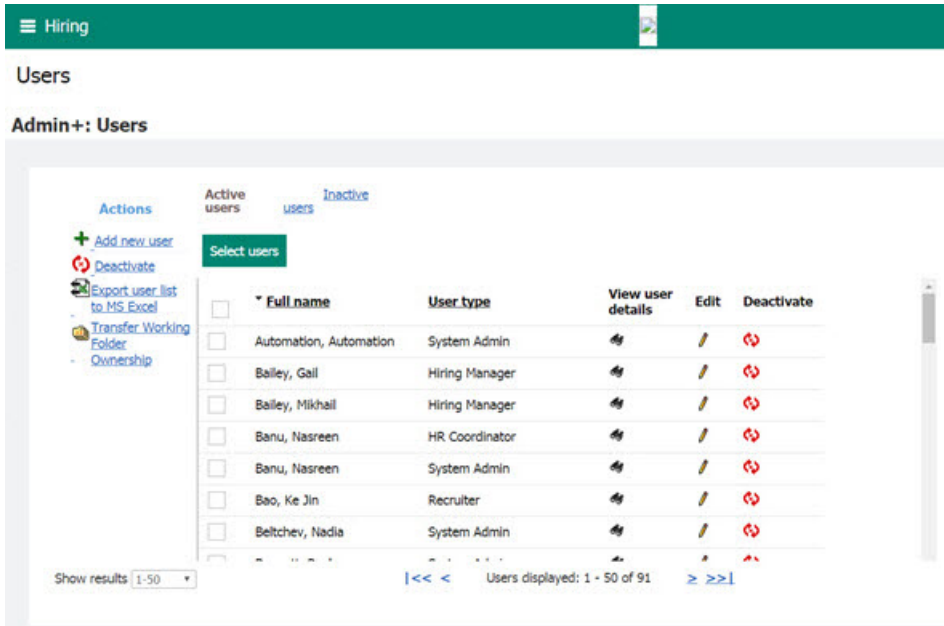 Hiring
Users
Admin+: Users
Actions
Add new user
Deactivate
Export user list
to MS Excel
Transfer Working
Folder
Ownership
Active
users
Inactive
users
Select users
Full name User type View user details Edit Deactivate
Automation, Automation System Admin
Bailey, Gail Hiring Manager
Bailey, Mikhail Hiring Manager
Banu, Nasreen HR Coordinator
Banu, Nasreen System Admin
Bao, Ke Jin Recruiter
Beltchev, Nadia System Admin
Show results 1-50 |<< < Users displayed: 1 - 50 of 91 > >>|